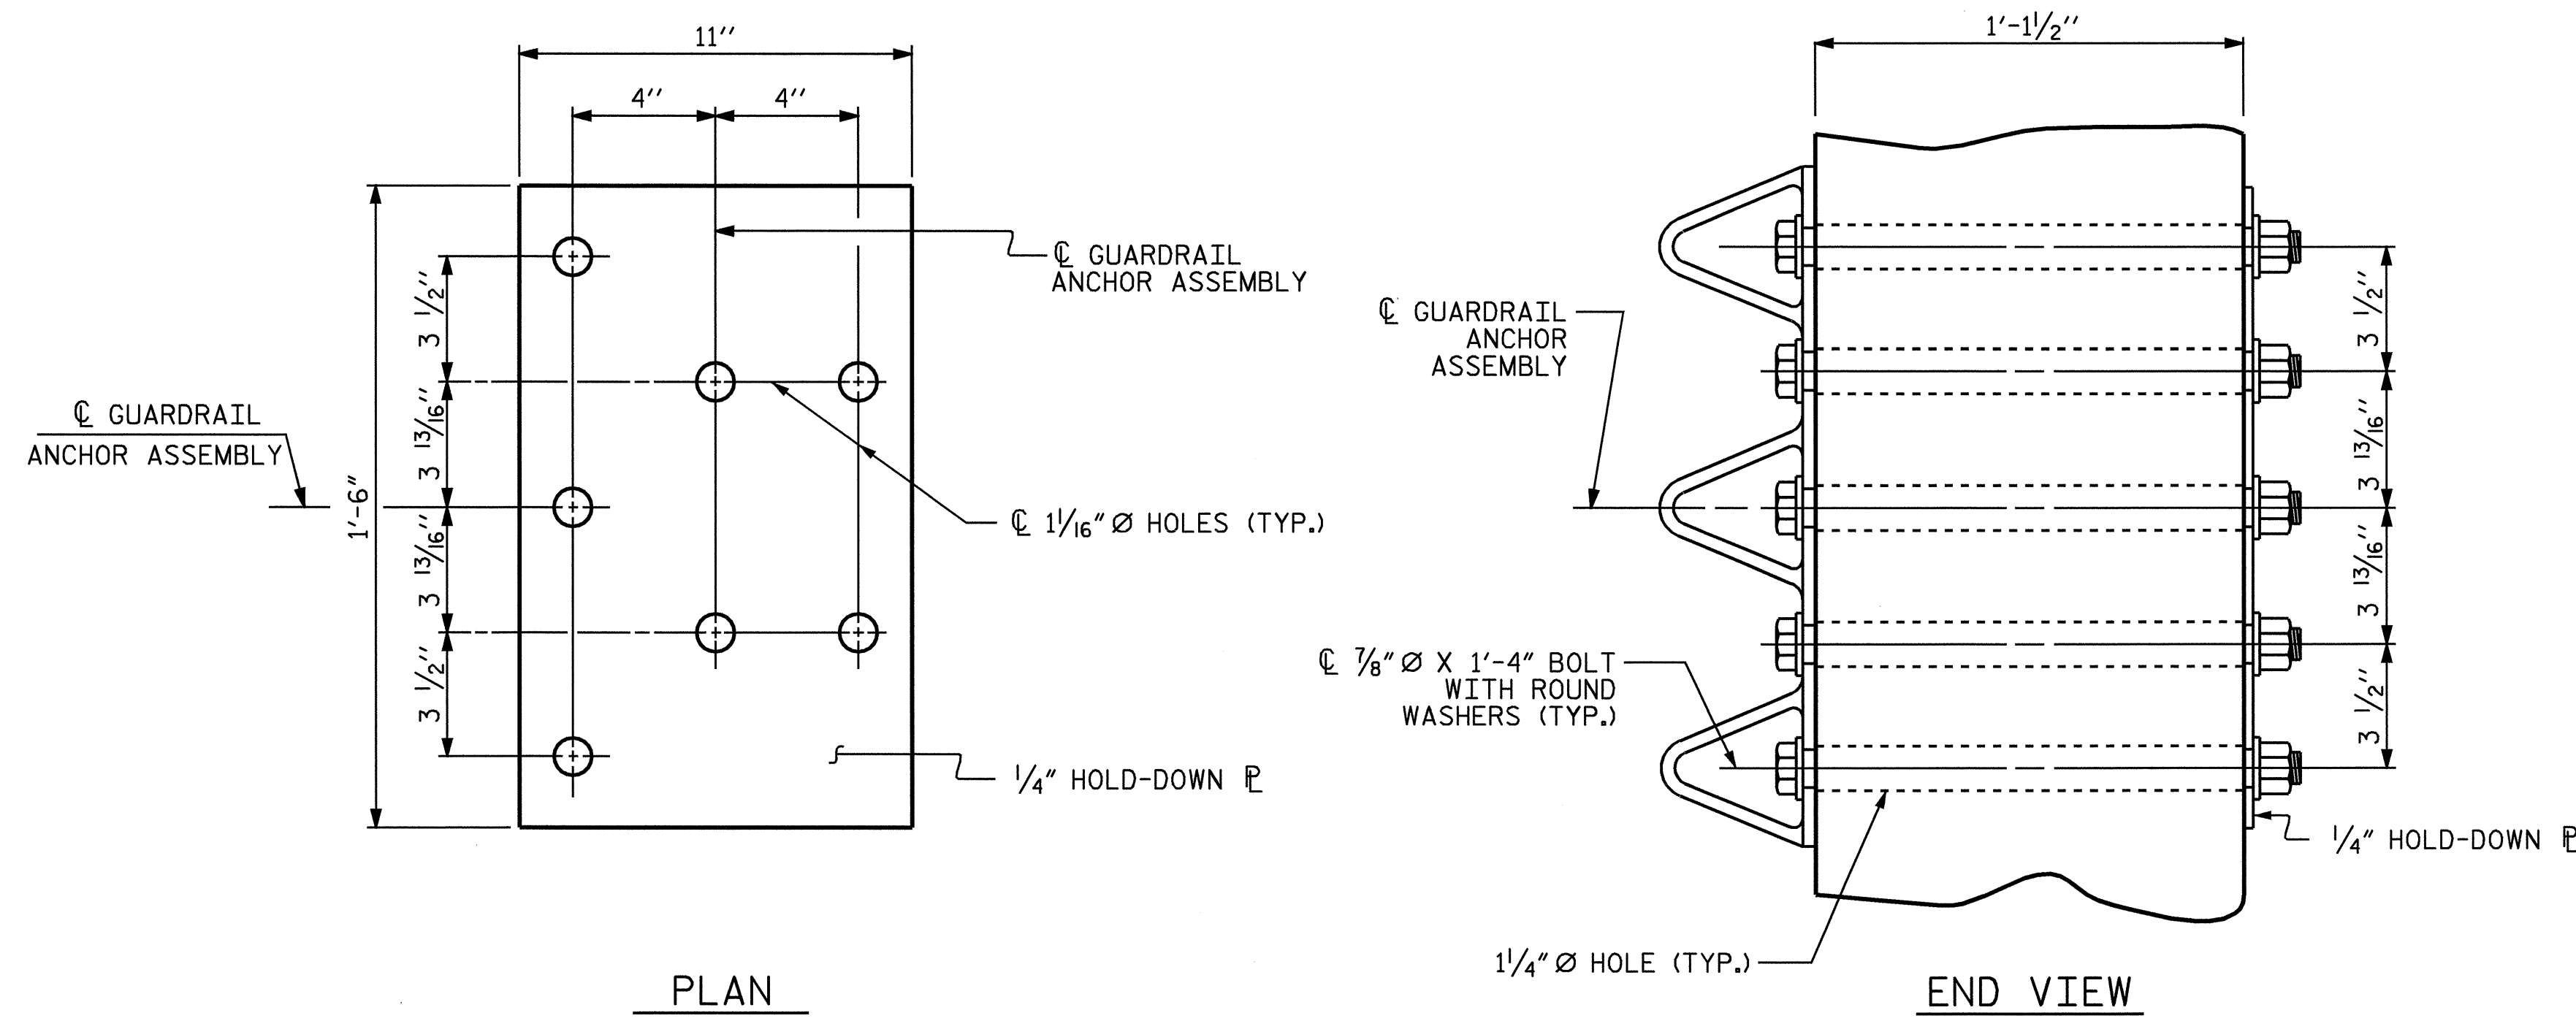 11"
4" 4"
℄ GUARDRAIL
ANCHOR ASSEMBLY
3 1/2"
3 13/16"
3 13/16"
3 1/2"
1'-6"
℄ GUARDRAIL
ANCHOR ASSEMBLY
℄ 1 1/16" Ø HOLES (TYP.)
1/4" HOLD-DOWN ⅊
PLAN
1'-1 1/2"
℄ GUARDRAIL
ANCHOR
ASSEMBLY
3 1/2"
3 13/16"
3 13/16"
3 1/2"
℄ 7/8" Ø X 1'-4" BOLT
WITH ROUND
WASHERS (TYP.)
1/4" HOLD-DOWN ⅊
1 1/4" Ø HOLE (TYP.)
END VIEW